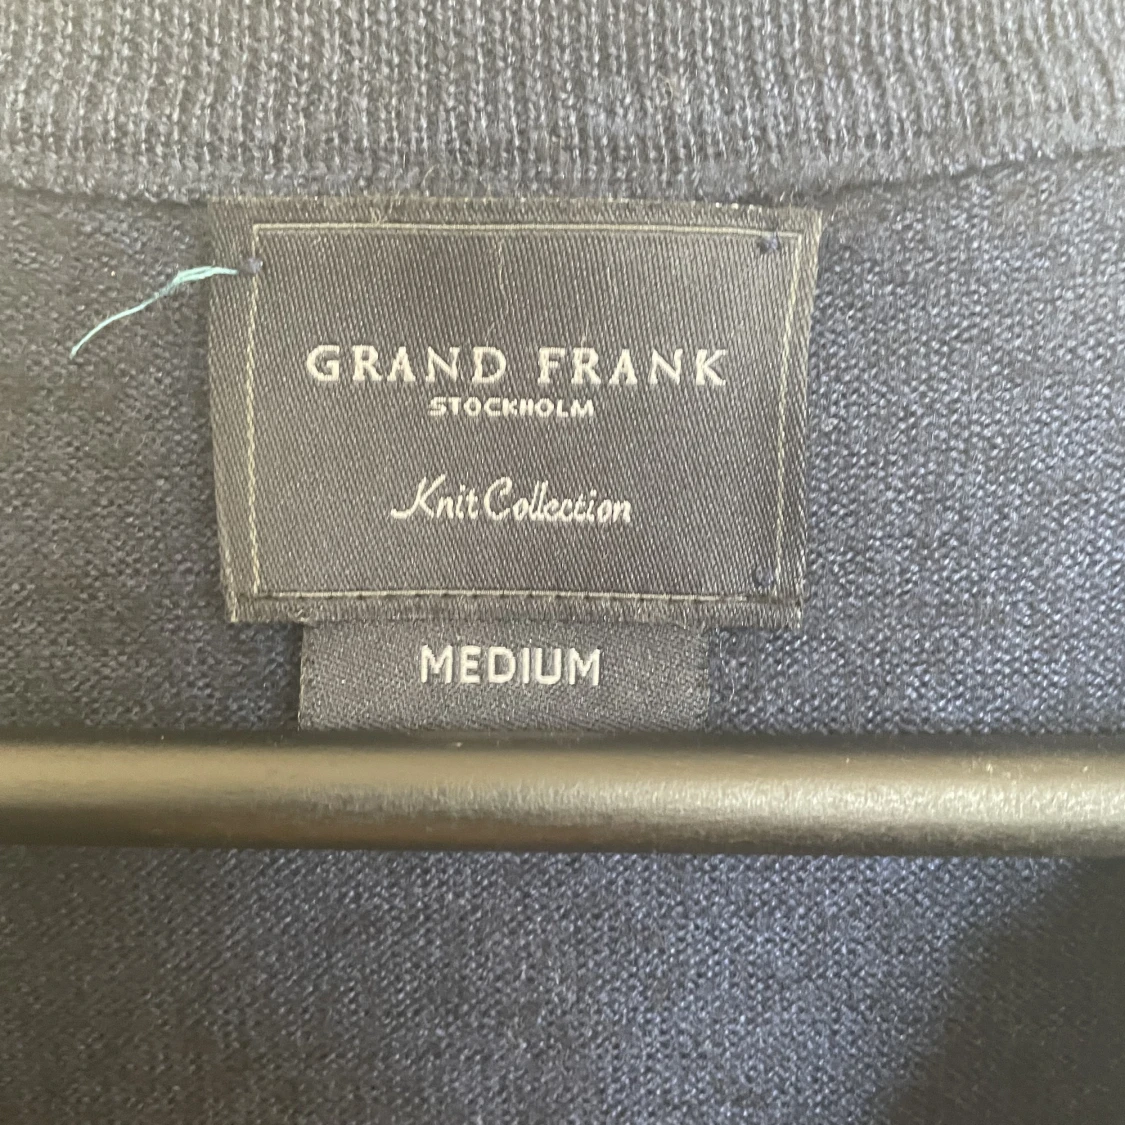 GRAND FRANK
STOCKHOLM
Knit Collection
MEDIUM